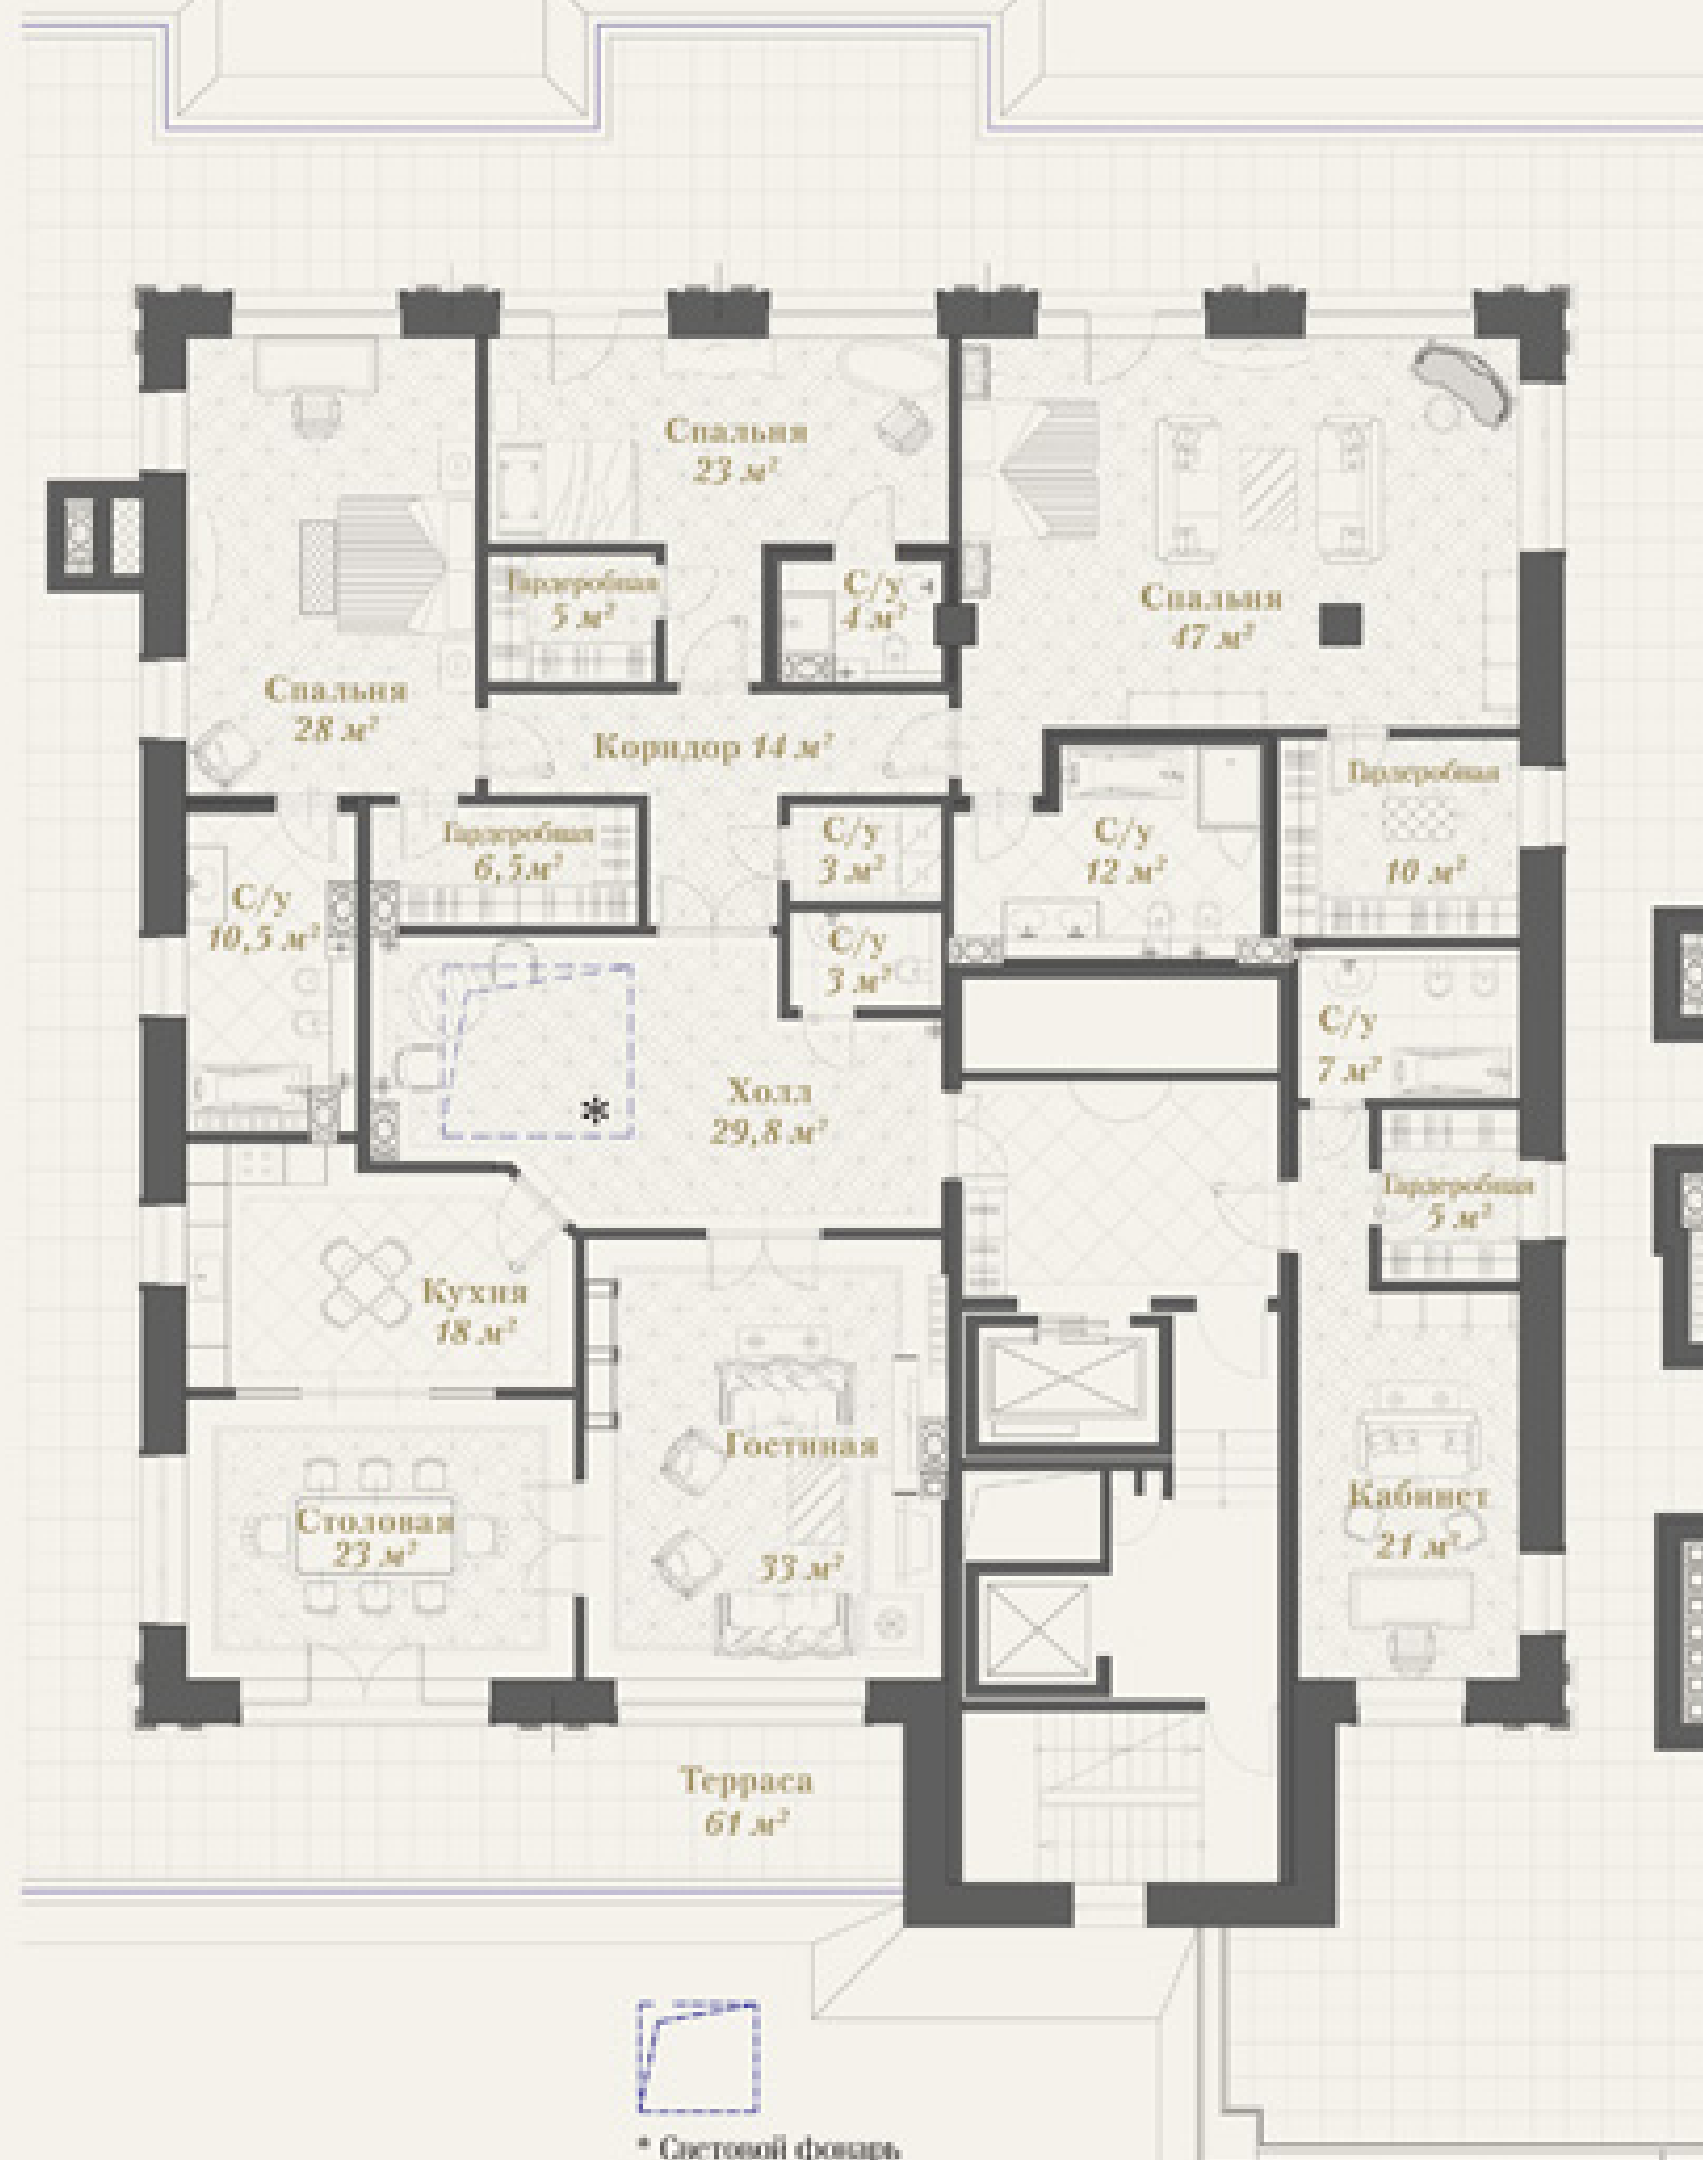 Спальня
23 м²
Гардеробная
5 м²
С/у
4 м²
Спальня
47 м²
Спальня
28 м²
Коридор 14 м²
Гардеробная
6,5м²
С/у
3 м²
С/у
12 м²
Гардеробная
10 м²
С/у
10,5 м²
С/у
3 м²
С/у
7 м²
Холл
29,8 м²
*
Гардеробная
5 м²
Кухня
18 м²
Гостиная
33 м²
Столовая
23 м²
Кабинет
21 м²
Терраса
61 м²
* Световой фонарь